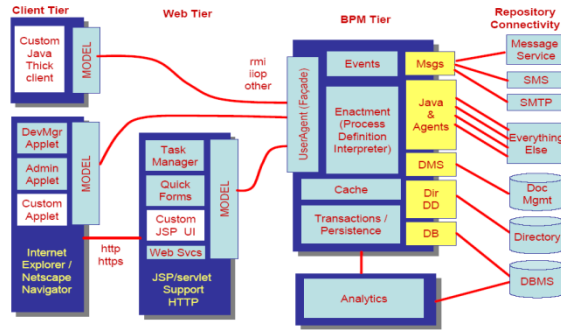 Client Tier
Web Tier
BPM Tier
Repository
Connectivity
Custom
Java
Thick
client
MODEL
rmi
iiop
other
UserAgent (Façade)
Events
Enactment
(Process
Definition
Interpreter)
Cache
Transactions /
Persistence
Msgs
Java
&
Agents
DMS
Dir
DD
DB
Message
Service
SMS
SMTP
Everything
Else
Doc
Mgmt
Directory
DBMS
DevMgr
Applet
Admin
Applet
Custom
Applet
MODEL
Internet
Explorer /
Netscape
Navigator
http
https
Task
Manager
Quick
Forms
Custom
JSP UI
Web Svcs
MODEL
JSP/servlet
Support
HTTP
Analytics